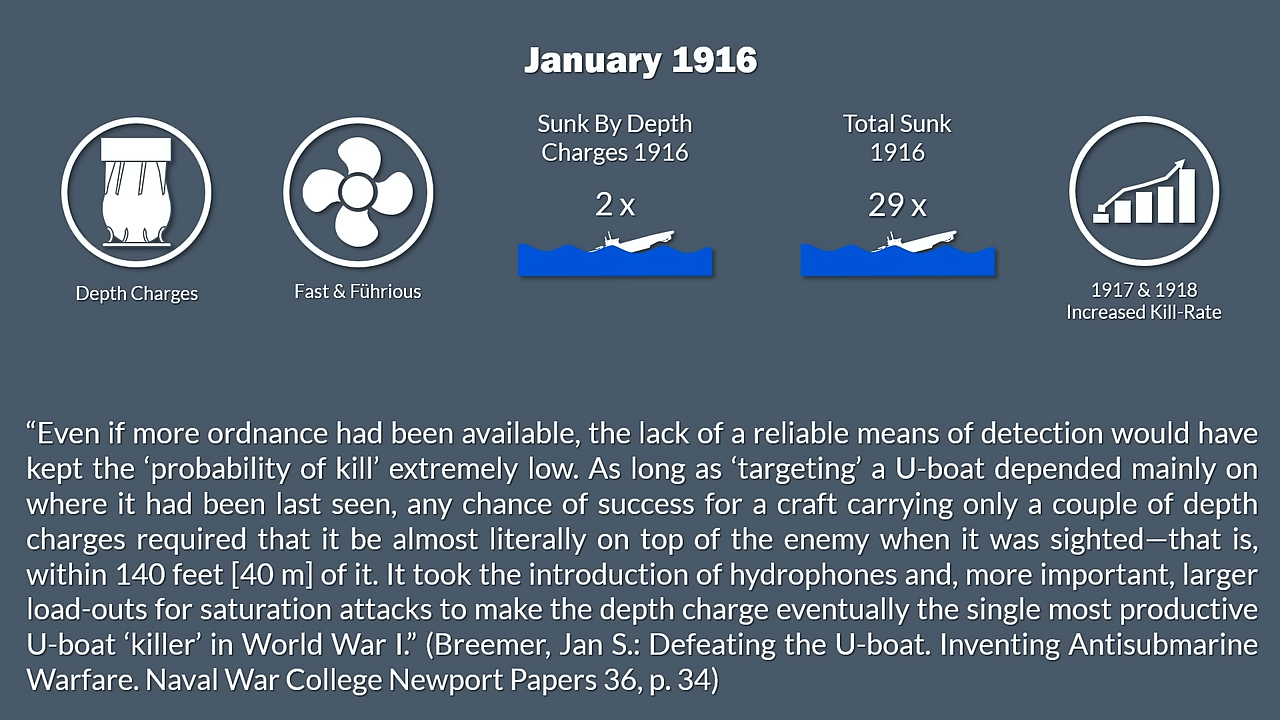 January 1916
Sunk By Depth
Charges 1916
Total Sunk
1916
2 x
29 x
Depth Charges
Fast & Führious
1917 & 1918
Increased Kill-Rate
“Even if more ordnance had been available, the lack of a reliable means of detection would have
kept the ‘probability of kill’ extremely low. As long as ‘targeting’ a U-boat depended mainly on
where it had been last seen, any chance of success for a craft carrying only a couple of depth
charges required that it be almost literally on top of the enemy when it was sighted—that is,
within 140 feet [40 m] of it. It took the introduction of hydrophones and, more important, larger
load-outs for saturation attacks to make the depth charge eventually the single most productive
U-boat ‘killer’ in World War I.” (Breemer, Jan S.: Defeating the U-boat. Inventing Antisubmarine
Warfare. Naval War College Newport Papers 36, p. 34)